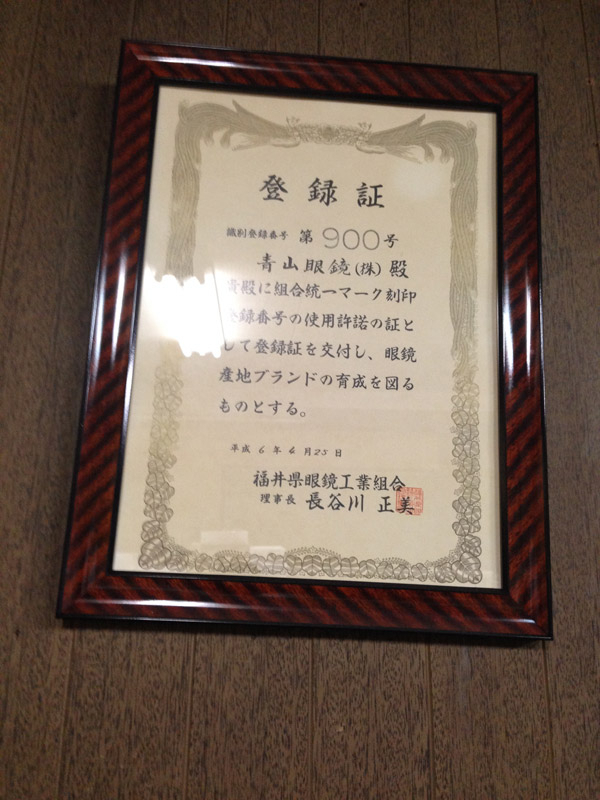 登録証
識別登録番号 第900号
青山眼鏡(株)殿
貴殿に組合統一マーク刻印
登録番号の使用許諾の証と
して登録証を交付し、眼鏡
産地ブランドの育成を図る
ものとする。
平成6年4月25日
福井県眼鏡工業組合
理事長 長谷川 正美